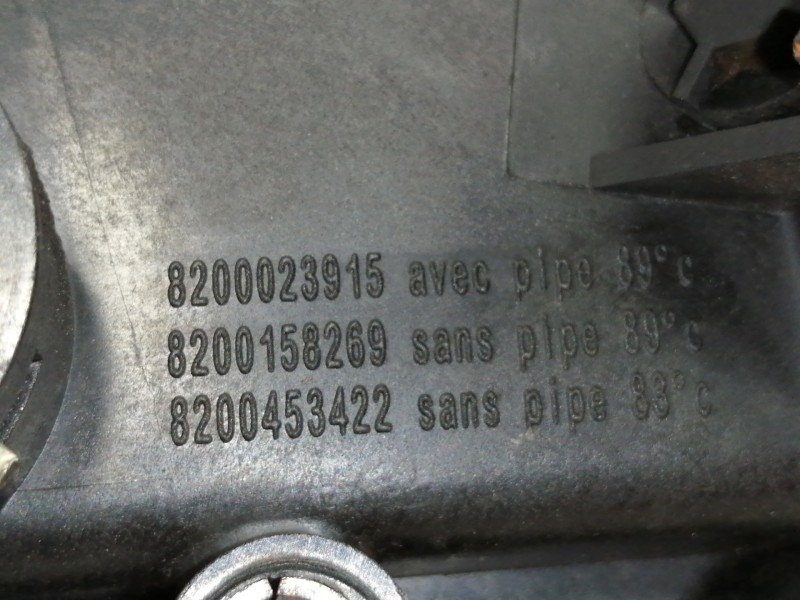 8200023915 avec pipe 89°c
8200158269 sans pipe 89°c
8200453422 sans pipe 83°c